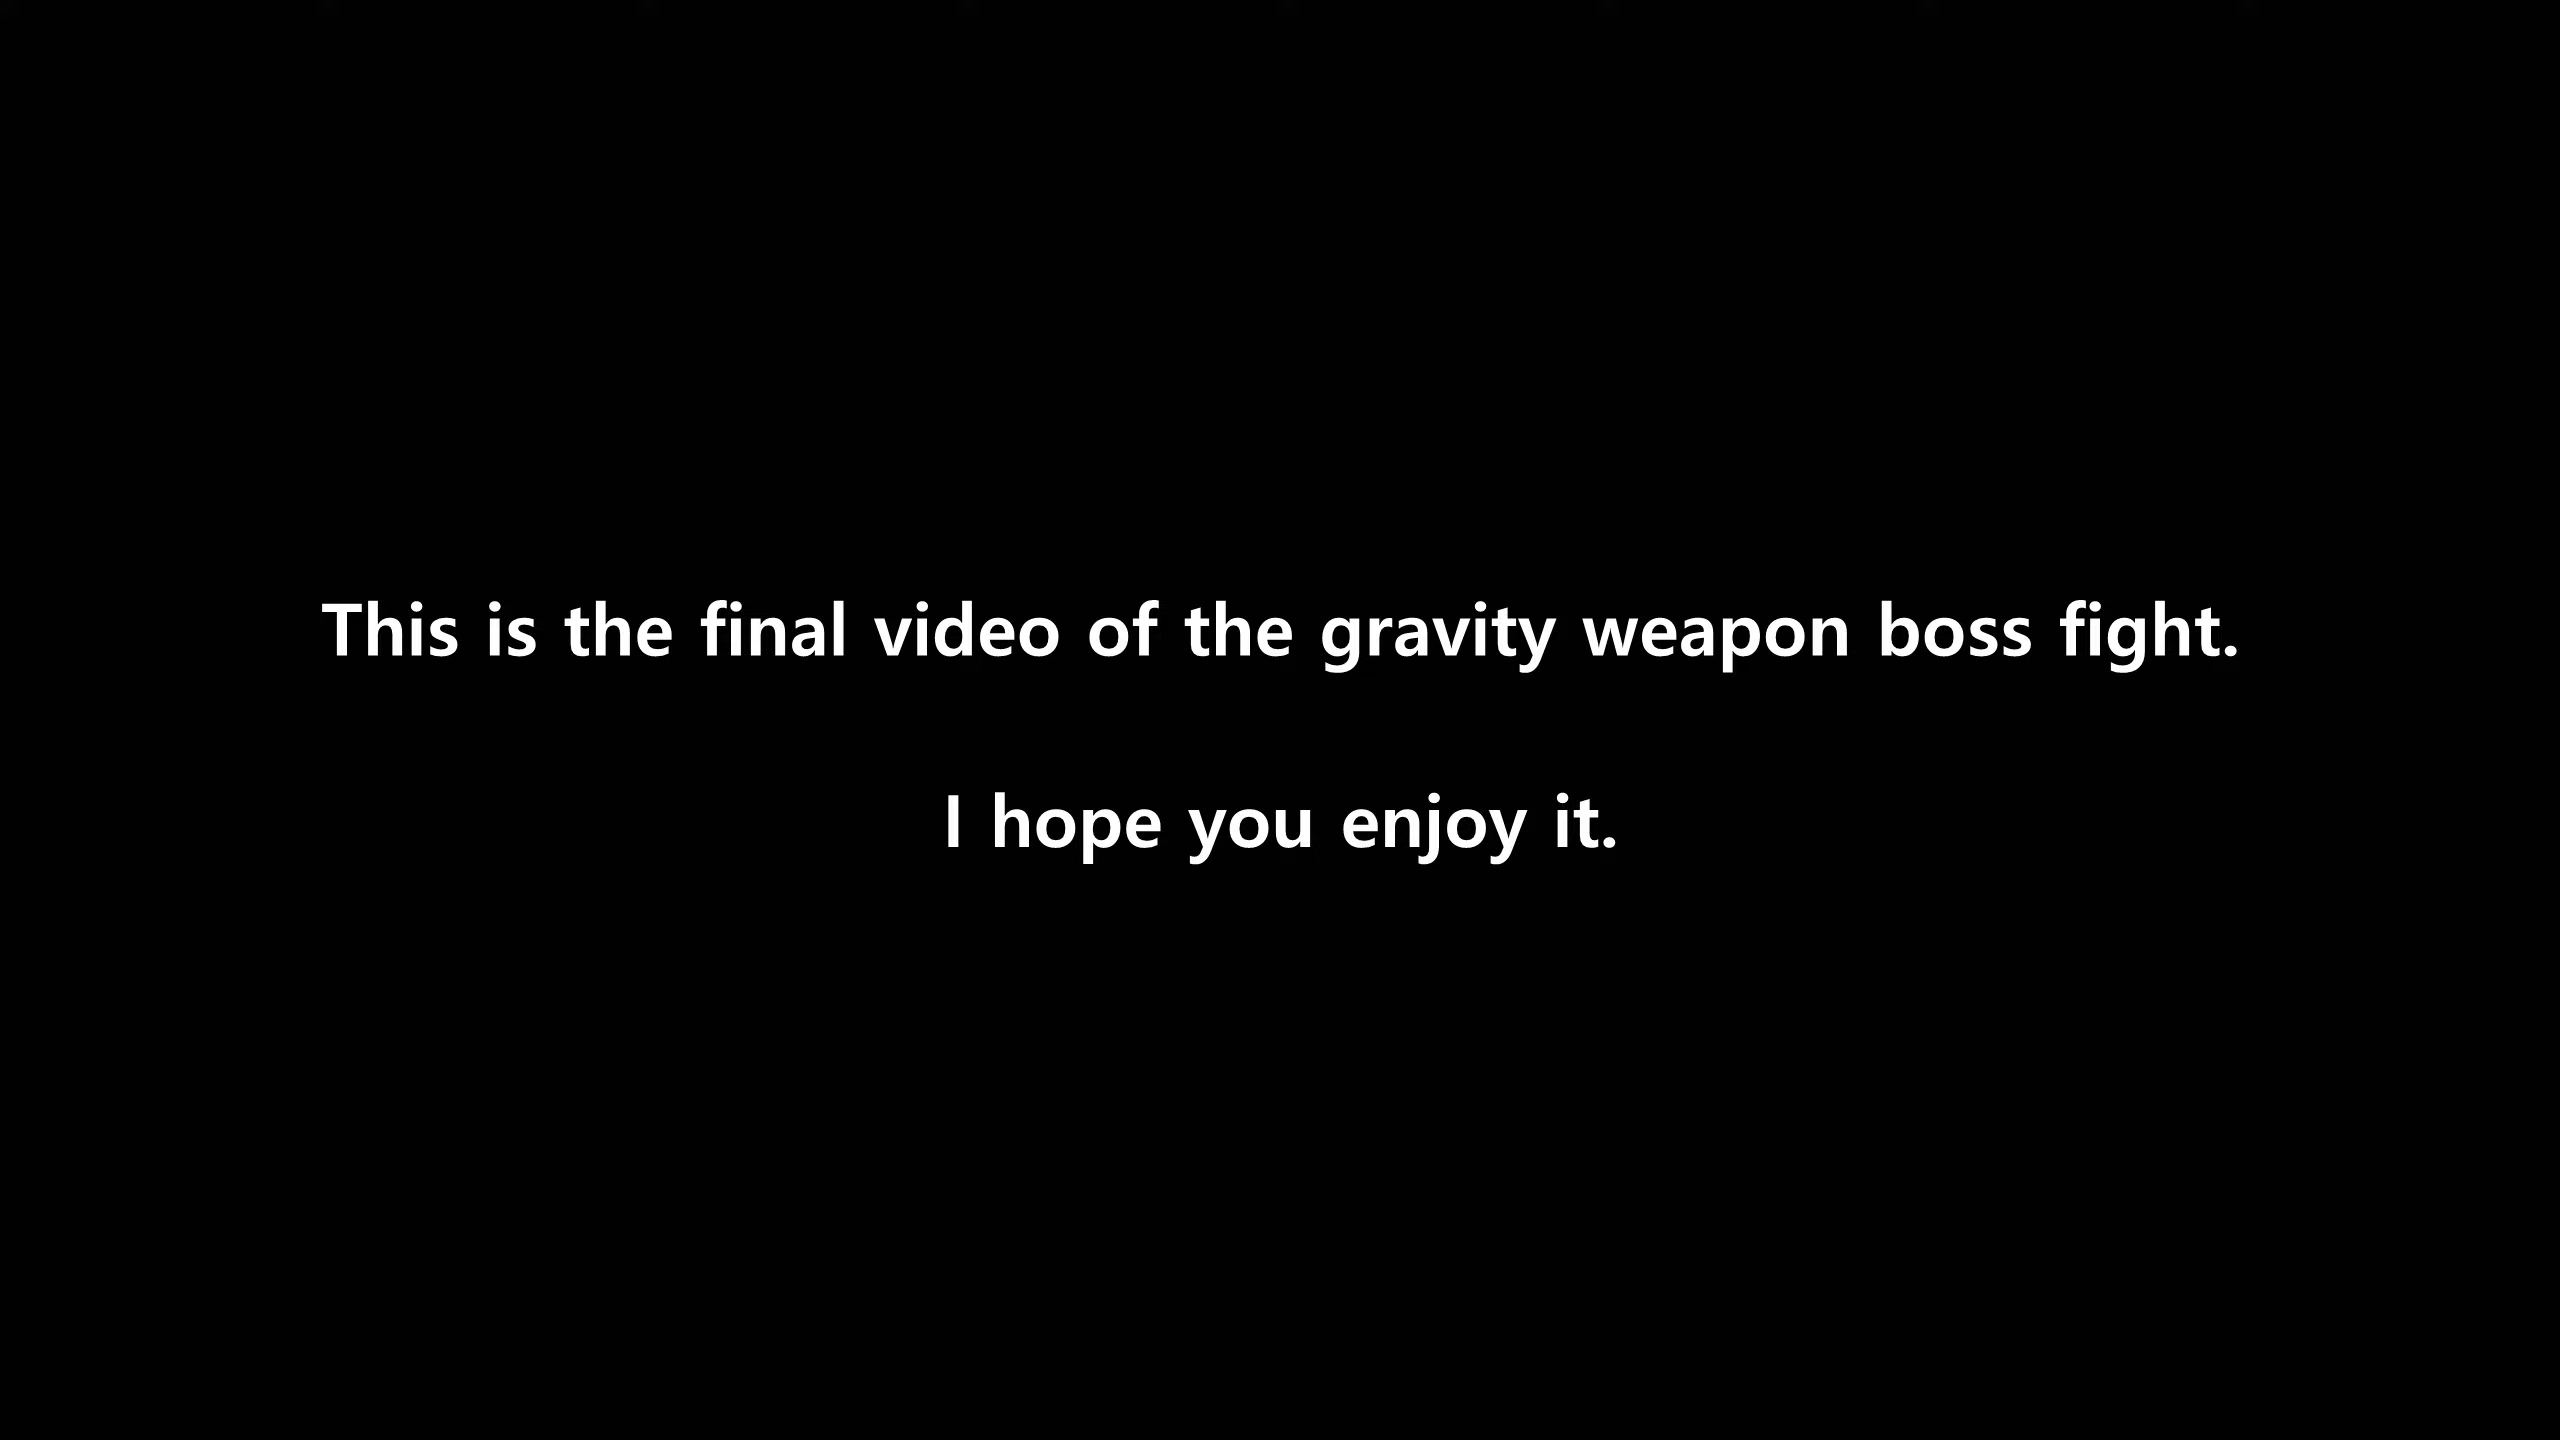 This is the final video of the gravity weapon boss fight.
I hope you enjoy it.